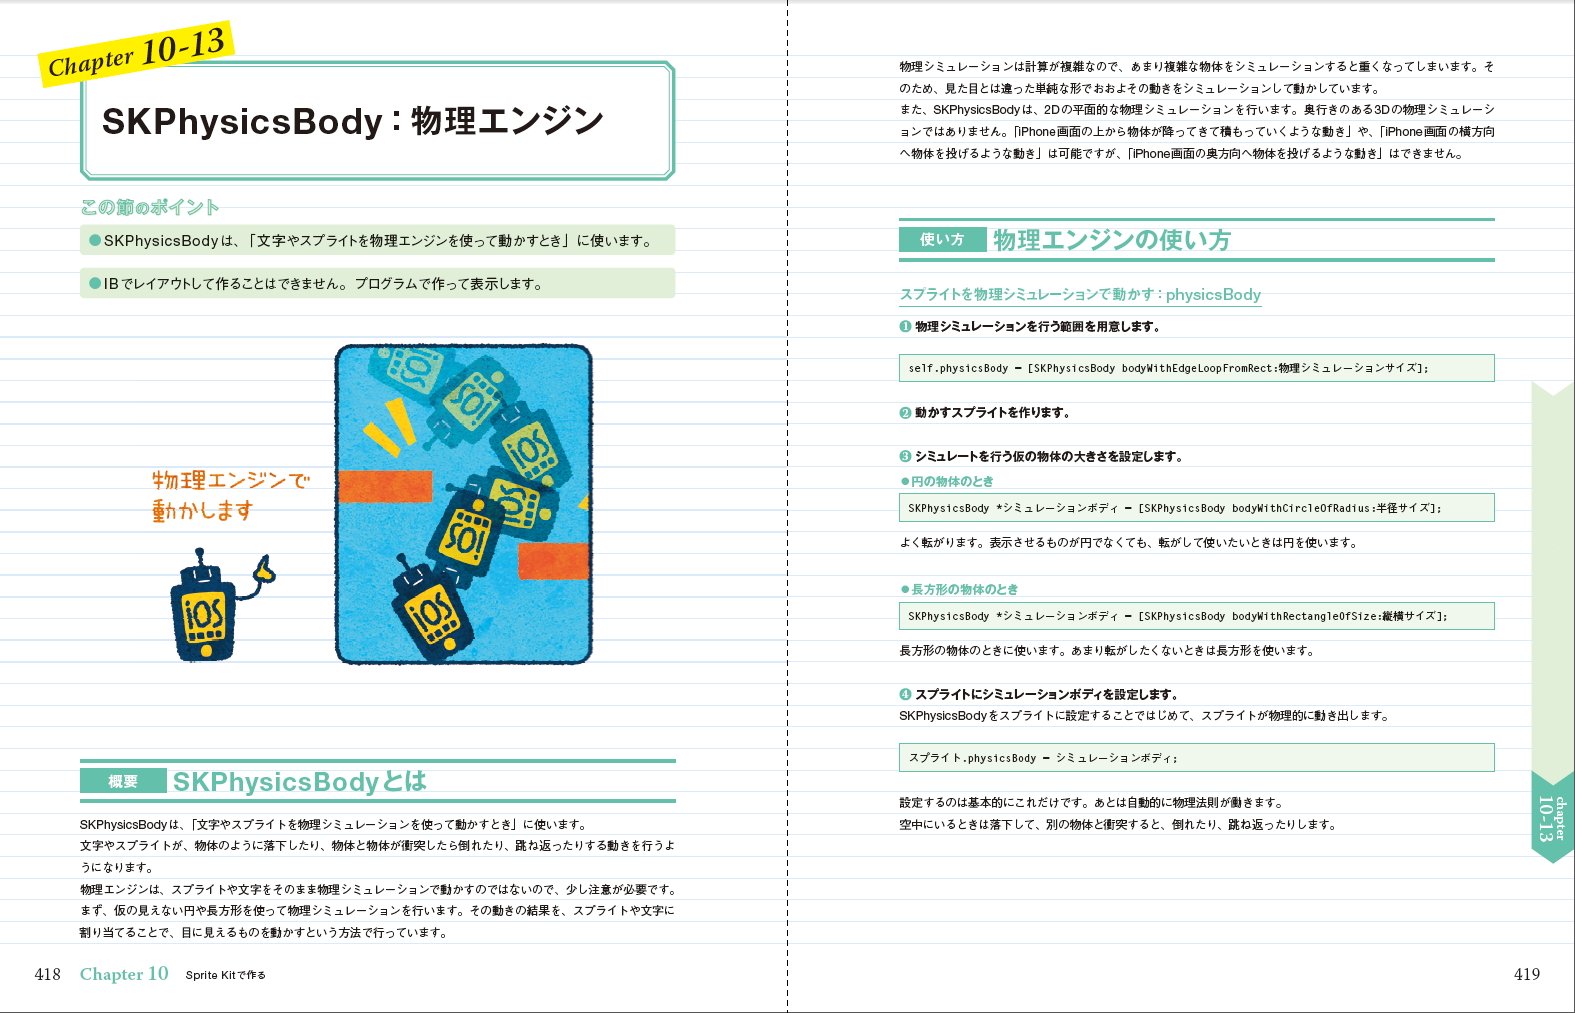 Chapter 10-13
SKPhysicsBody：物理エンジン
この節のポイント
●SKPhysicsBodyは、「文字やスプライトを物理エンジンを使って動かすとき」に使います。
●IBでレイアウトして作ることはできません。プログラムで作って表示します。
物理エンジンで
動かします
iOS
iOS
iOS
iOS
iOS
iOS
iOS
概要 SKPhysicsBodyとは
SKPhysicsBodyは、「文字やスプライトを物理シミュレーションを使って動かすとき」に使います。
文字やスプライトが、物体のように落下したり、物体と物体が衝突したら倒れたり、跳ね返ったりする動きを行うよ
うになります。
物理エンジンは、スプライトや文字をそのまま物理シミュレーションで動かすのではないので、少し注意が必要です。
まず、仮の見えない円や長方形を使って物理シミュレーションを行います。その動きの結果を、スプライトや文字に
割り当てることで、目に見えるものを動かすという方法で行っています。
418 Chapter 10 Sprite Kitで作る
物理シミュレーションは計算が複雑なので、あまり複雑な物体をシミュレーションすると重くなってしまいます。そ
のため、見た目とは違った単純な形でおおよその動きをシミュレーションして動かしています。
また、SKPhysicsBodyは、2Dの平面的な物理シミュレーションを行います。奥行きのある3Dの物理シミュレーシ
ョンではありません。「iPhone画面の上から物体が降ってきて積もっていくような動き」や、「iPhone画面の横方向
へ物体を投げるような動き」は可能ですが、「iPhone画面の奥方向へ物体を投げるような動き」はできません。
使い方 物理エンジンの使い方
スプライトを物理シミュレーションで動かす：physicsBody
❶ 物理シミュレーションを行う範囲を用意します。
self.physicsBody = [SKPhysicsBody bodyWithEdgeLoopFromRect:物理シミュレーションサイズ];
❷ 動かすスプライトを作ります。
❸ シミュレートを行う仮の物体の大きさを設定します。
●円の物体のとき
SKPhysicsBody *シミュレーションボディ = [SKPhysicsBody bodyWithCircleOfRadius:半径サイズ];
よく転がります。表示させるものが円でなくても、転がして使いたいときは円を使います。
●長方形の物体のとき
SKPhysicsBody *シミュレーションボディ = [SKPhysicsBody bodyWithRectangleOfSize:縦横サイズ];
長方形の物体のときに使います。あまり転がしたくないときは長方形を使います。
❹ スプライトにシミュレーションボディを設定します。
SKPhysicsBodyをスプライトに設定することではじめて、スプライトが物理的に動き出します。
スプライト.physicsBody = シミュレーションボディ;
設定するのは基本的にこれだけです。あとは自動的に物理法則が動きます。
空中にいるときは落下して、別の物体と衝突すると、倒れたり、跳ね返ったりします。
chapter
10-13
419